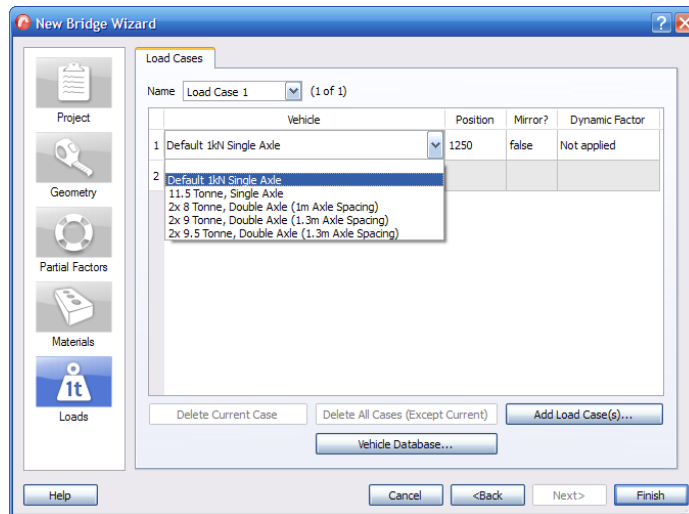 New Bridge Wizard
Load Cases
Name Load Case 1 (1 of 1)
Vehicle Position Mirror? Dynamic Factor
1 Default 1kN Single Axle 1250 false Not applied
2
Default 1kN Single Axle
11.5 Tonne, Single Axle
2x 8 Tonne, Double Axle (1m Axle Spacing)
2x 9 Tonne, Double Axle (1.3m Axle Spacing)
2x 9.5 Tonne, Double Axle (1.3m Axle Spacing)
Project
Geometry
Partial Factors
Materials
1t
Loads
Delete Current Case Delete All Cases (Except Current) Add Load Case(s)...
Vehicle Database...
Help Cancel <Back Next> Finish